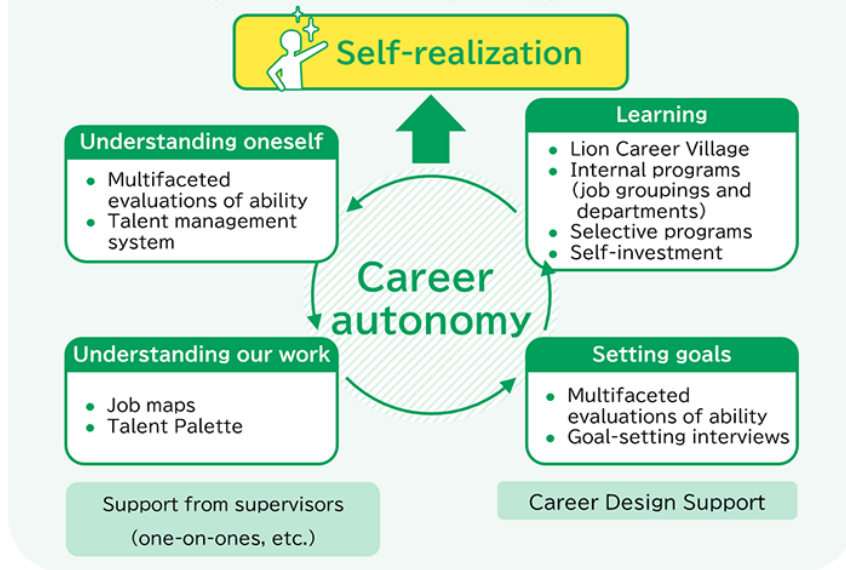 Self-realization
Understanding oneself
• Multifaceted
evaluations of ability
• Talent management
system
Learning
• Lion Career Village
• Internal programs
(job groupings and
departments)
• Selective programs
• Self-investment
Career
autonomy
Understanding our work
• Job maps
• Talent Palette
Setting goals
• Multifaceted
evaluations of ability
• Goal-setting interviews
Support from supervisors
(one-on-ones, etc.)
Career Design Support